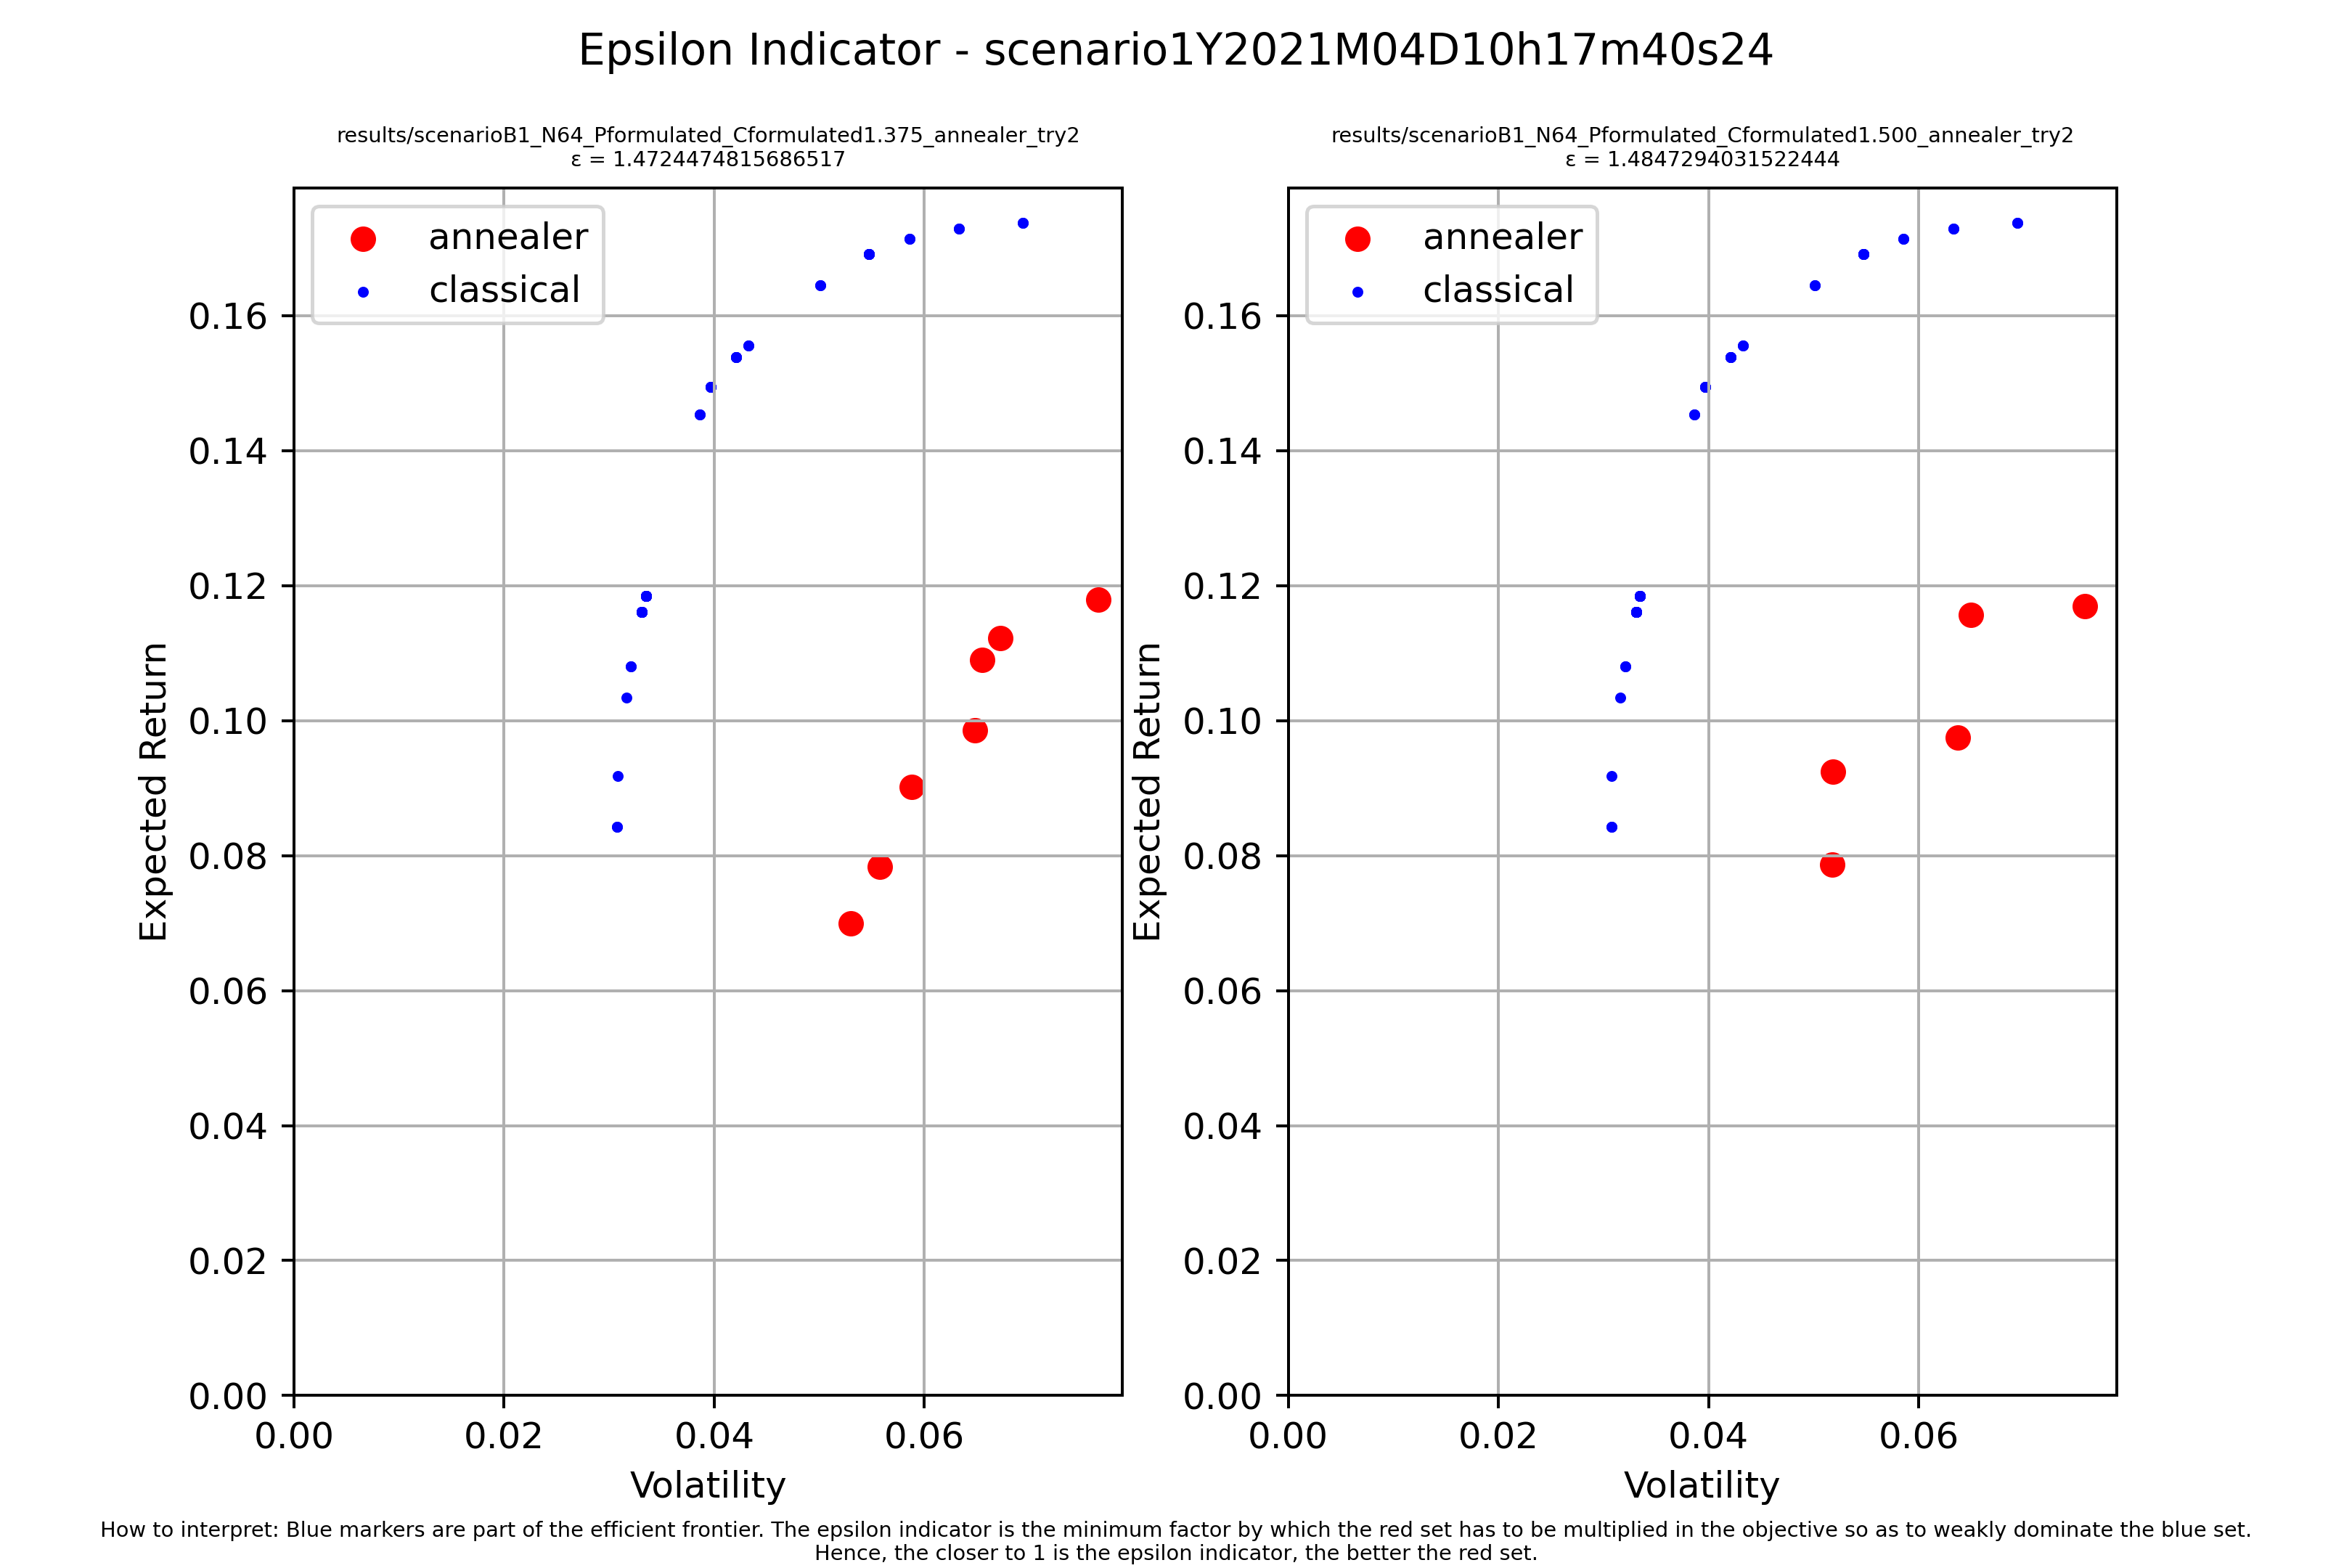 Epsilon Indicator - scenario1Y2021M04D10h17m40s24
results/scenarioB1_N64_Pformulated_Cformulated1.375_annealer_try2
ε = 1.4724474815686517
annealer
classical
0.16
0.14
0.12
0.10
0.08
0.06
0.04
0.02
0.00
Expected Return
0.00 0.02 0.04 0.06
Volatility
results/scenarioB1_N64_Pformulated_Cformulated1.500_annealer_try2
ε = 1.4847294031522444
annealer
classical
0.16
0.14
0.12
0.10
0.08
0.06
0.04
0.02
0.00
Expected Return
0.00 0.02 0.04 0.06
Volatility
How to interpret: Blue markers are part of the efficient frontier. The epsilon indicator is the minimum factor by which the red set has to be multiplied in the objective so as to weakly dominate the blue set.
Hence, the closer to 1 is the epsilon indicator, the better the red set.